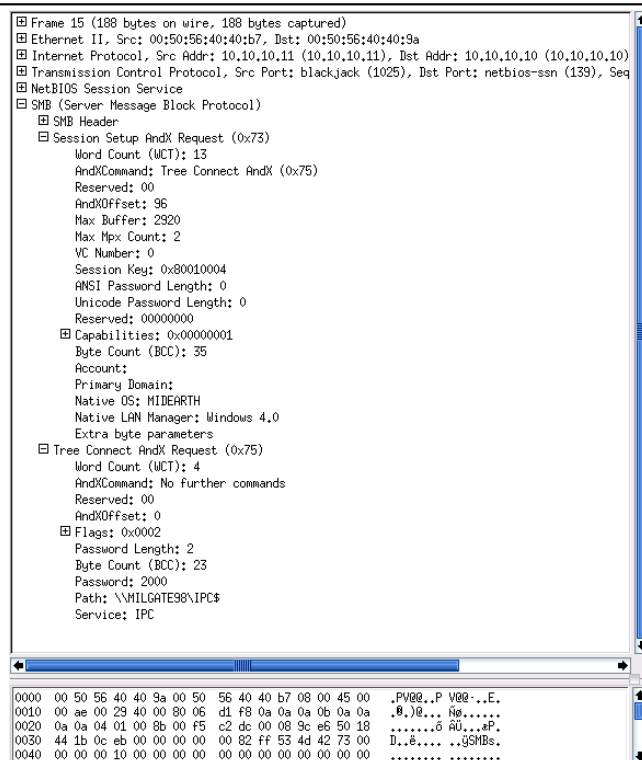 Frame 15 (188 bytes on wire, 188 bytes captured)
Ethernet II, Src: 00:50:56:40:40:b7, Dst: 00:50:56:40:40:9a
Internet Protocol, Src Addr: 10.10.10.11 (10.10.10.11), Dst Addr: 10.10.10.10 (10.10.10.10)
Transmission Control Protocol, Src Port: blackjack (1025), Dst Port: netbios-ssn (139), Seq
NetBIOS Session Service
SMB (Server Message Block Protocol)
SMB Header
Session Setup AndX Request (0x73)
Word Count (WCT): 13
AndXCommand: Tree Connect AndX (0x75)
Reserved: 00
AndXOffset: 96
Max Buffer: 2920
Max Mpx Count: 2
VC Number: 0
Session Key: 0x80010004
ANSI Password Length: 0
Unicode Password Length: 0
Reserved: 00000000
Capabilities: 0x00000001
Byte Count (BCC): 35
Account:
Primary Domain:
Native OS: MIDEARTH
Native LAN Manager: Windows 4.0
Extra byte parameters
Tree Connect AndX Request (0x75)
Word Count (WCT): 4
AndXCommand: No further commands
Reserved: 00
AndXOffset: 0
Flags: 0x0002
Password Length: 2
Byte Count (BCC): 23
Password: 2000
Path: \\MILGATE98\IPC$
Service: IPC
0000 00 50 56 40 40 9a 00 50 56 40 40 b7 08 00 45 00 .PV@@..P V@@·..E.
0010 00 ae 00 29 40 00 80 06 d1 f8 0a 0a 0a 0b 0a 0a .®.)@... Ñø......
0020 0a 0a 04 01 00 8b 00 f5 c2 dc 00 08 9c e6 50 18 .......õ ÂÜ...æP.
0030 44 1b 0c eb 00 00 00 00 00 82 ff 53 4d 42 73 00 D..ë.... ..ÿSMBs.
0040 00 00 00 10 00 00 00 00 00 00 00 00 00 00 00 00 ........ ........